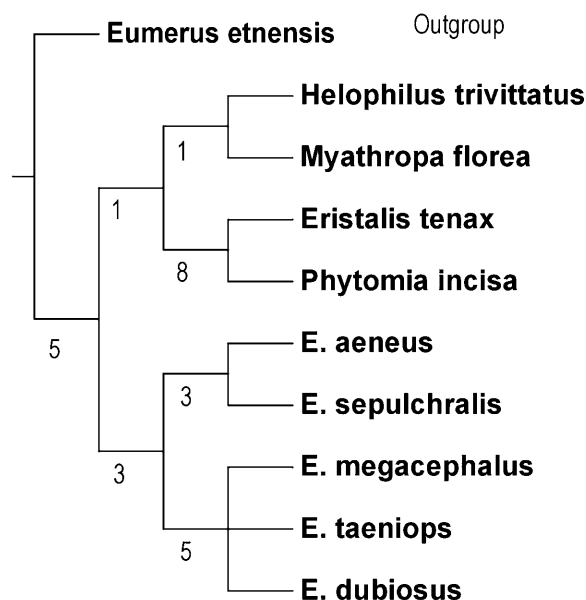 Eumerus etnensis Outgroup
Helophilus trivittatus
1
Myathropa florea
1
Eristalis tenax
8
Phytomia incisa
5
E. aeneus
3
E. sepulchralis
3
E. megacephalus
E. taeniops
5
E. dubiosus